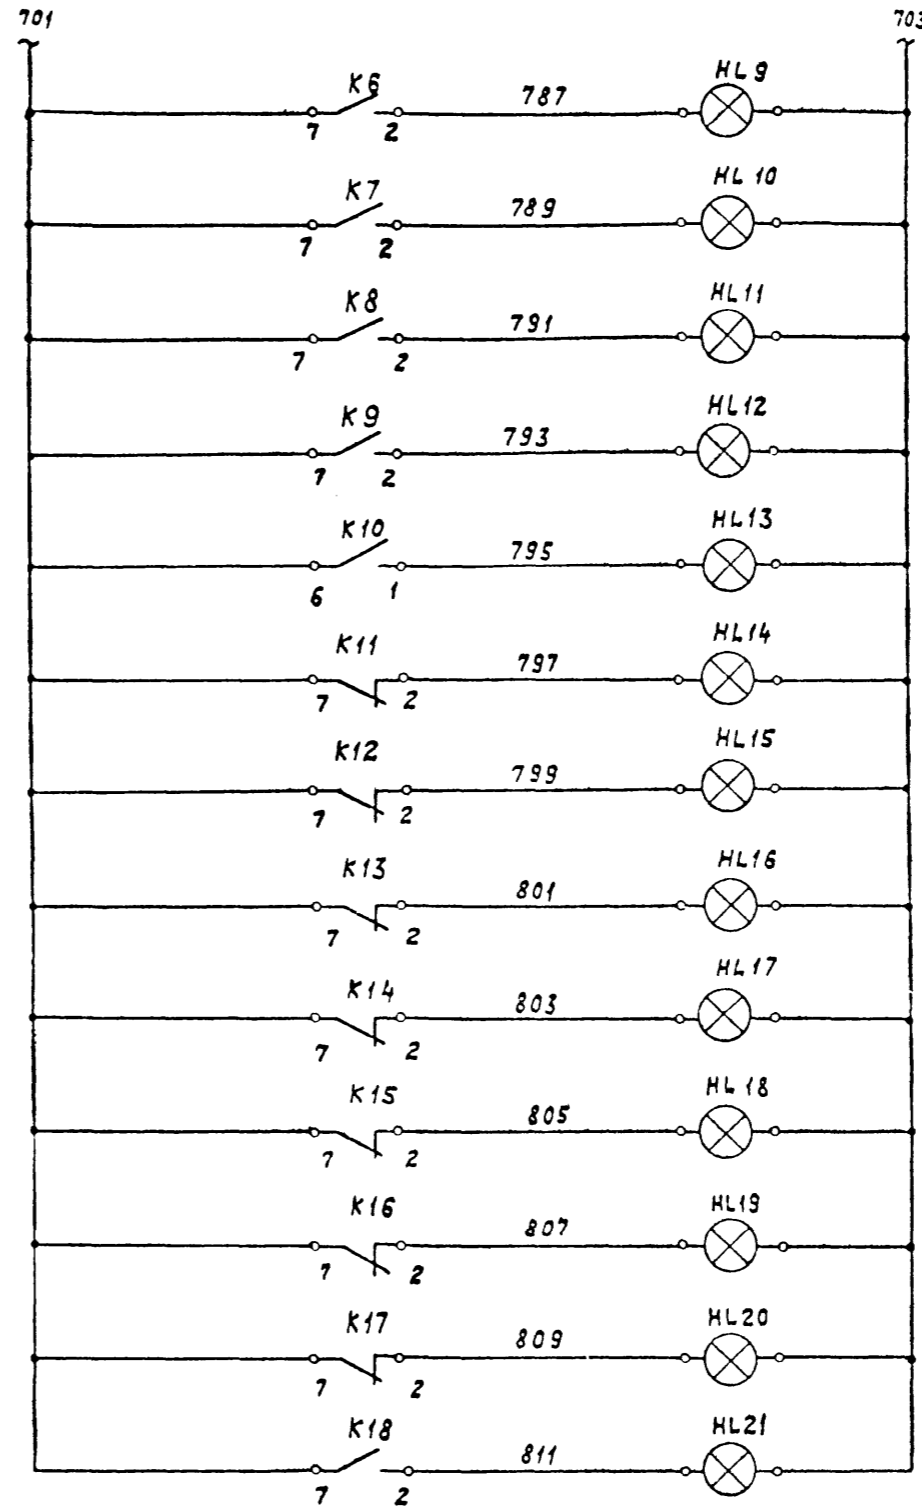 701 703
K6 787 HL9
7 2
K7 789 HL10
7 2
K8 791 HL11
7 2
K9 793 HL12
7 2
K10 795 HL13
6 1
K11 797 HL14
7 2
K12 799 HL15
7 2
K13 801 HL16
7 2
K14 803 HL17
7 2
K15 805 HL18
7 2
K16 807 HL19
7 2
K17 809 HL20
7 2
K18 811 HL21
7 2